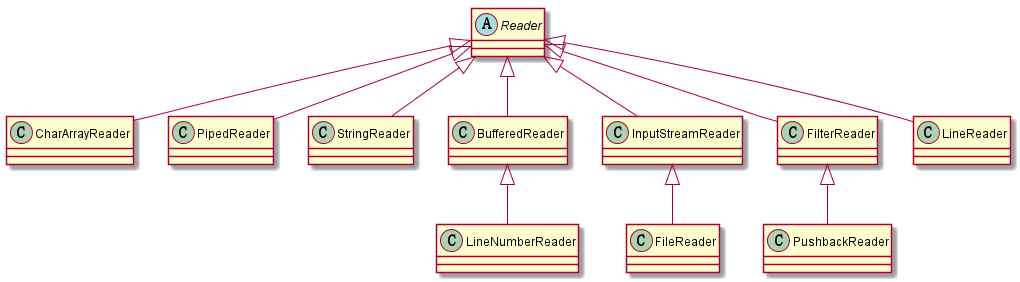 A Reader
C CharArrayReader
C PipedReader
C StringReader
C BufferedReader
C InputStreamReader
C FilterReader
C LineReader
C LineNumberReader
C FileReader
C PushbackReader